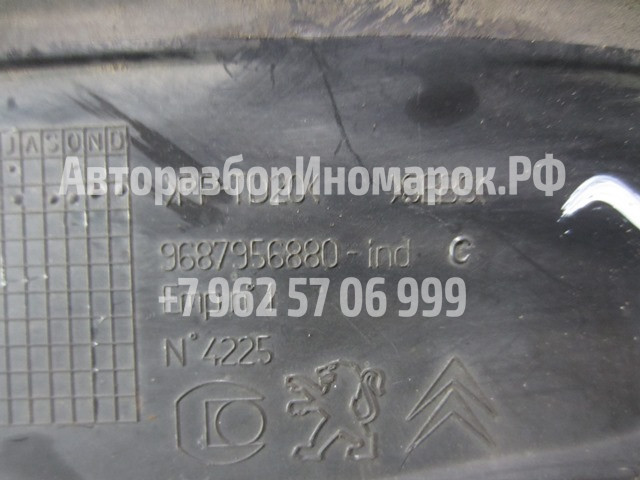 JASOND
АвторазборИномарок.РФ
9687956880-ind G
+7 962 57 06 999
N°4225